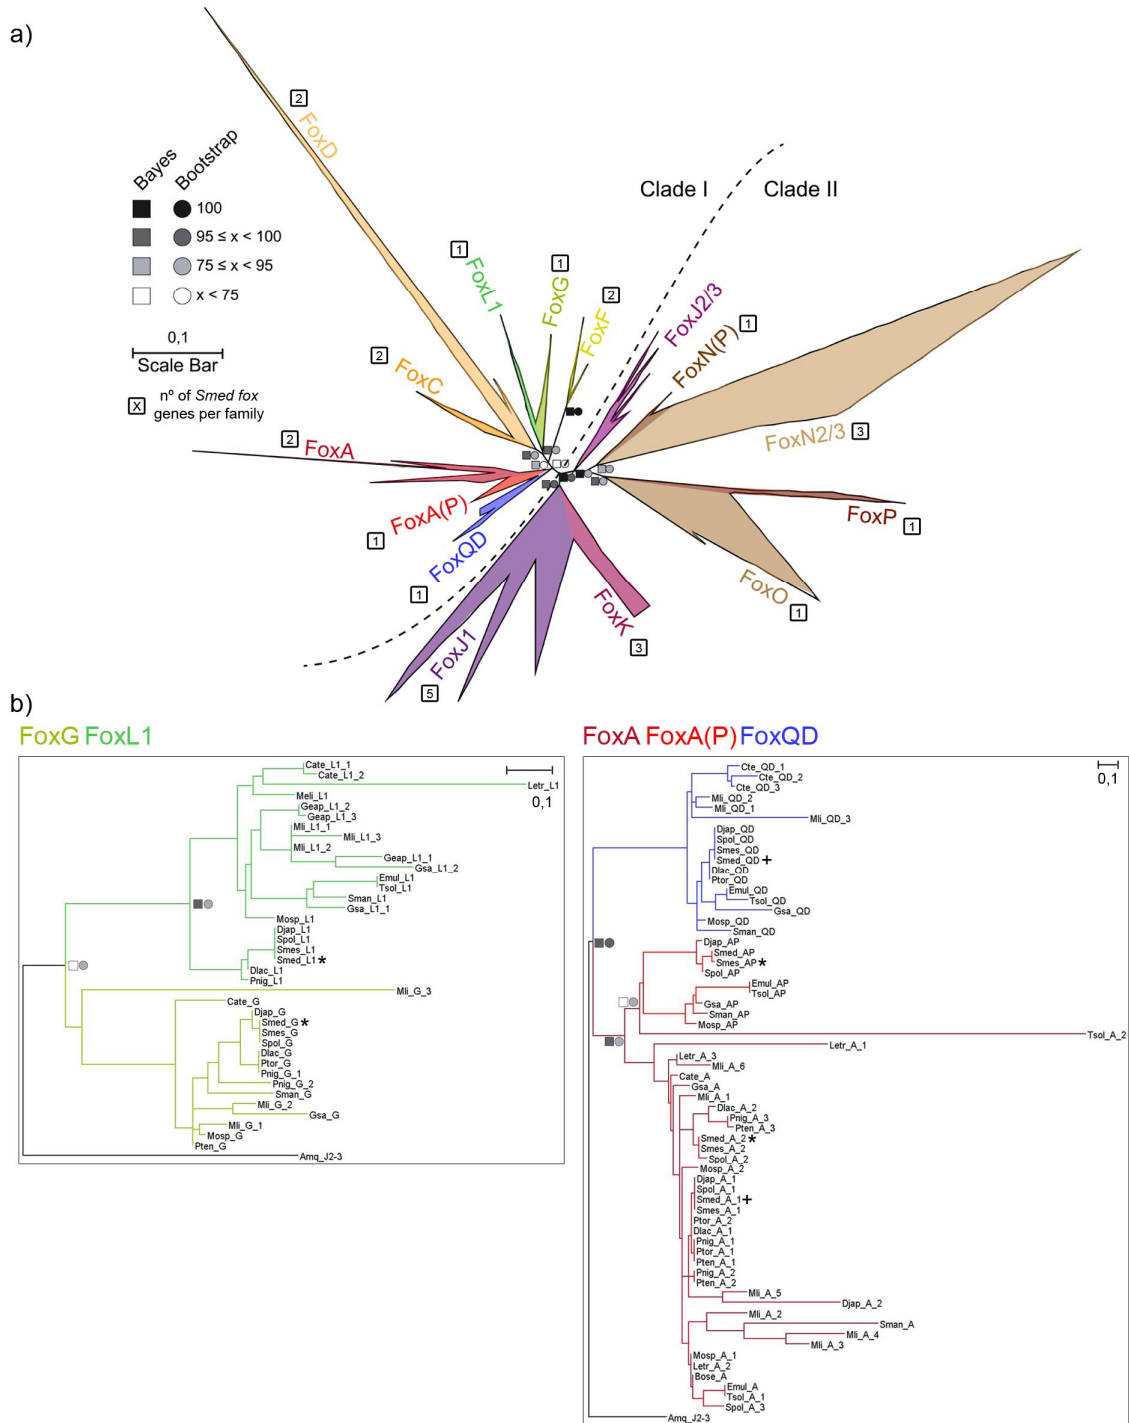 a)
2
FoxD
Bayes
Bootstrap
100
95 ≤ x < 100
75 ≤ x < 95
x < 75
0,1
Scale Bar
X
nº of Smed fox
genes per family
Clade I
Clade II
1
FoxL1
1
FoxG
2
FoxF
FoxJ2/3
FoxN(P)
1
2
FoxC
2
FoxA
FoxN2/3
3
FoxA(P)
1
FoxQD
1
FoxP
1
FoxO
1
FoxK
3
FoxJ1
5
b)
FoxG FoxL1
Cate_L1_1
Cate_L1_2
Letr_L1
0,1
Meli_L1
Geap_L1_2
Geap_L1_3
Mli_L1_1
Mli_L1_3
Mli_L1_2
Geap_L1_1
Gsa_L1_2
Emul_L1
Tsol_L1
Sman_L1
Gsa_L1_1
Mosp_L1
Djap_L1
Spol_L1
Smes_L1
Smed_L1*
Dlac_L1
Pnig_L1
Mli_G_3
Cate_G
Djap_G
Smed_G*
Smes_G
Spol_G
Dlac_G
Ptor_G
Pnig_G_1
Pnig_G_2
Sman_G
Mli_G_2
Gsa_G
Mli_G_1
Mosp_G
Pten_G
Amq_J2-3
FoxA FoxA(P) FoxQD
0,1
Cte_QD_1
Cte_QD_2
Cte_QD_3
Mli_QD_2
Mli_QD_1
Mli_QD_3
Djap_QD
Spol_QD
Smes_QD
Smed_QD+
Dlac_QD
Ptor_QD
Emul_QD
Tsol_QD
Gsa_QD
Mosp_QD
Sman_QD
Djap_AP
Smed_AP
Smes_AP*
Spol_AP
Emul_AP
Tsol_AP
Gsa_AP
Sman_AP
Mosp_AP
Tsol_A_2
Letr_A_1
Letr_A_3
Mli_A_6
Cate_A
Gsa_A
Mli_A_1
Dlac_A_2
Pnig_A_3
Pten_A_3
Smed_A_2*
Smes_A_2
Spol_A_2
Mosp_A_2
Djap_A_1
Spol_A_1
Smed_A_1+
Smes_A_1
Ptor_A_2
Dlac_A_1
Pnig_A_1
Ptor_A_1
Pten_A_1
Pnig_A_2
Pten_A_2
Mli_A_5
Djap_A_2
Mli_A_2
Sman_A
Mli_A_4
Mli_A_3
Mosp_A_1
Letr_A_2
Bose_A
Emul_A
Tsol_A_1
Spol_A_3
Amq_J2-3